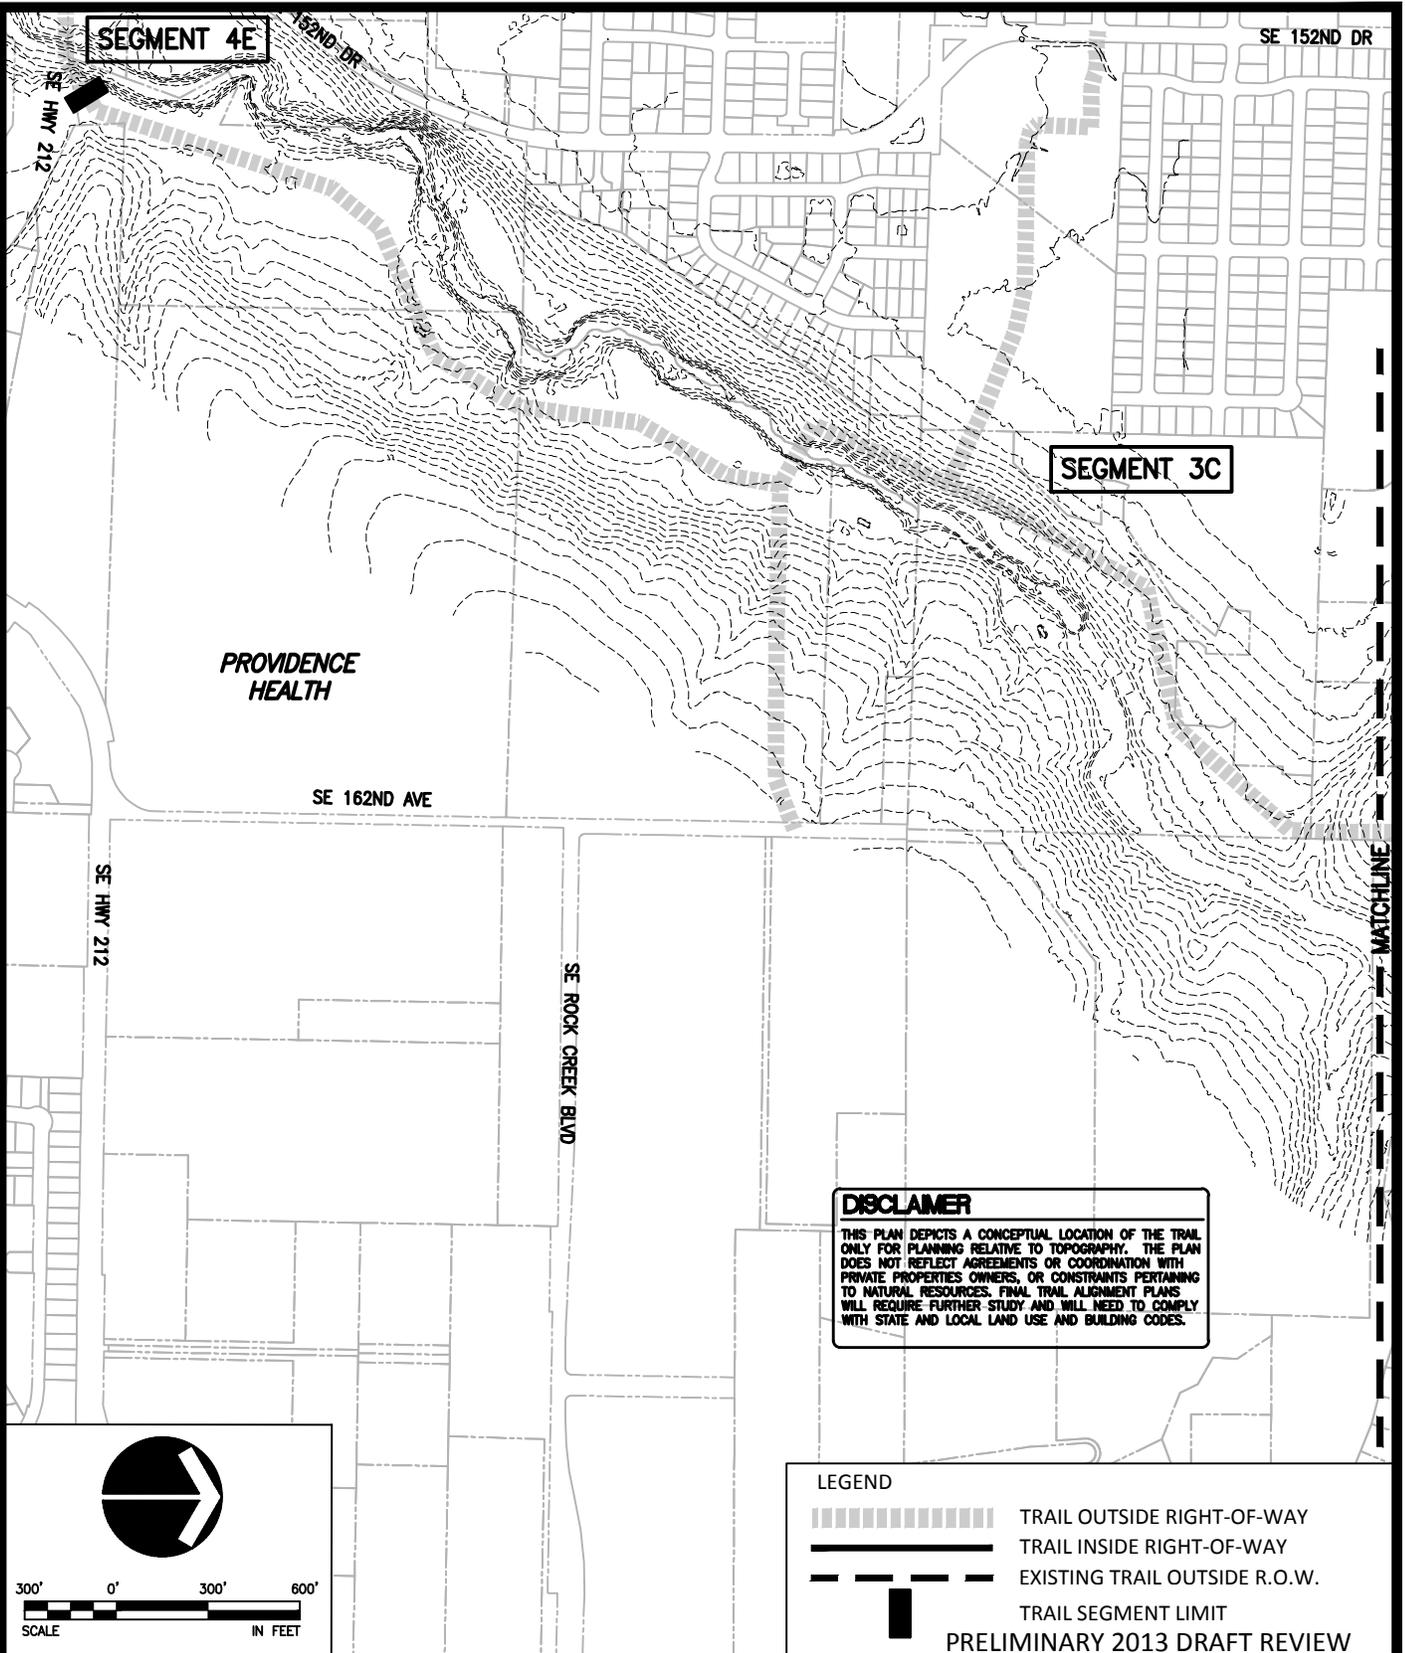 SEGMENT 4E
152ND DR
SE 152ND DR
SE HWY 212
SEGMENT 3C
PROVIDENCE
HEALTH
SE 162ND AVE
SE HWY 212
MATCHLINE
SE ROCK CREEK BLVD
DISCLAIMER
THIS PLAN DEPICTS A CONCEPTUAL LOCATION OF THE TRAIL
ONLY FOR PLANNING RELATIVE TO TOPOGRAPHY. THE PLAN
DOES NOT REFLECT AGREEMENTS OR COORDINATION WITH
PRIVATE PROPERTIES OWNERS, OR CONSTRAINTS PERTAINING
TO NATURAL RESOURCES. FINAL TRAIL ALIGNMENT PLANS
WILL REQUIRE FURTHER STUDY AND WILL NEED TO COMPLY
WITH STATE AND LOCAL LAND USE AND BUILDING CODES.
300' 0' 300' 600'
SCALE IN FEET
LEGEND
TRAIL OUTSIDE RIGHT-OF-WAY
TRAIL INSIDE RIGHT-OF-WAY
EXISTING TRAIL OUTSIDE R.O.W.
TRAIL SEGMENT LIMIT
PRELIMINARY 2013 DRAFT REVIEW